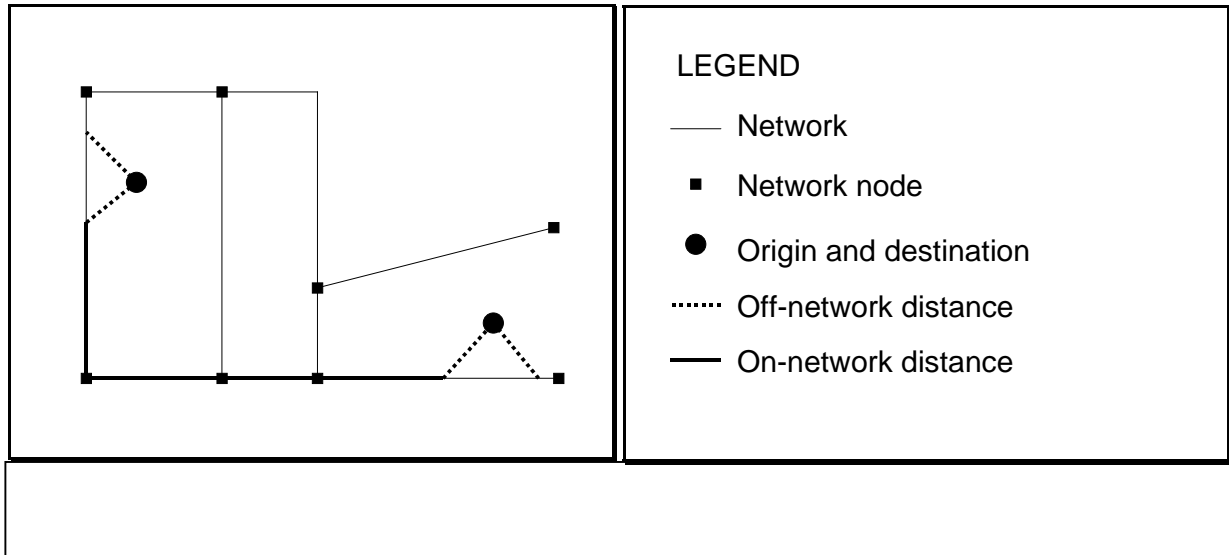 LEGEND
Network
Network node
Origin and destination
Off-network distance
On-network distance